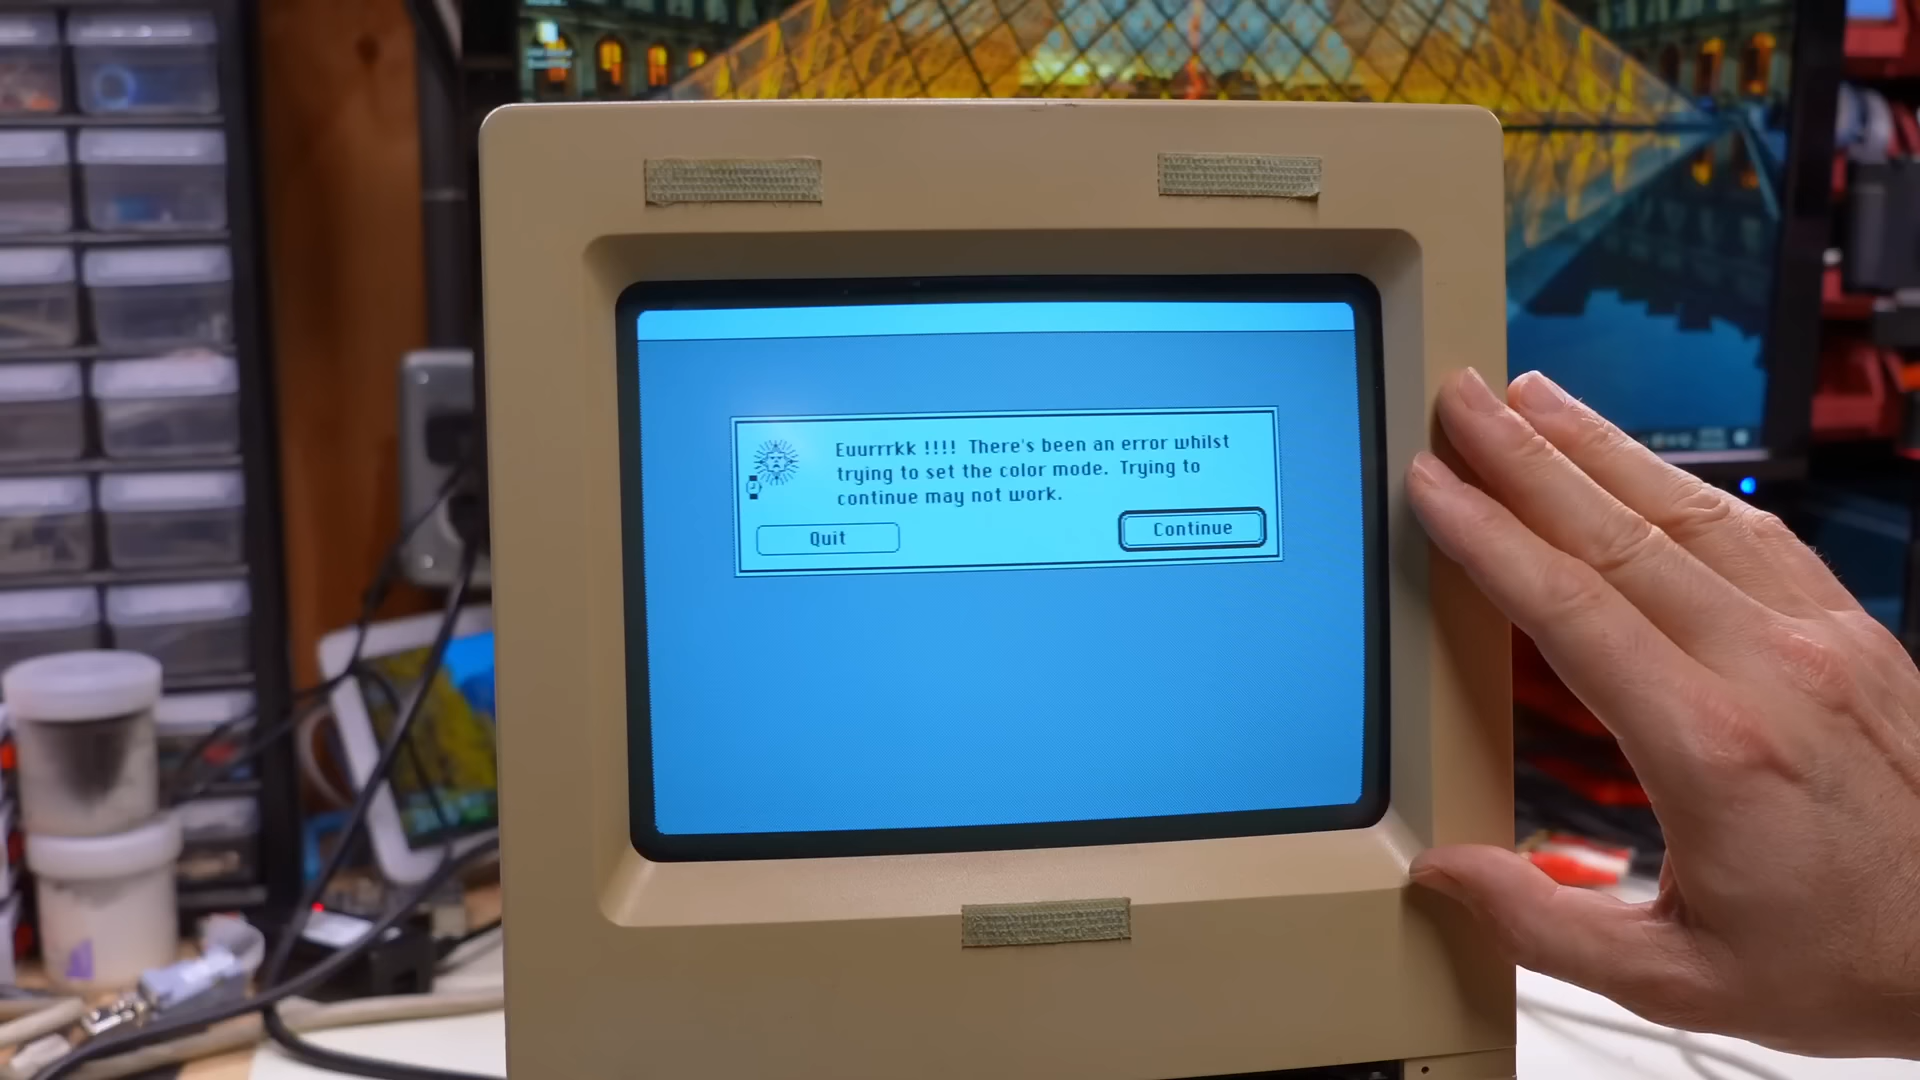 Euurrrkk !!!! There's been an error whilst
trying to set the color mode. Trying to
continue may not work.
Quit
Continue